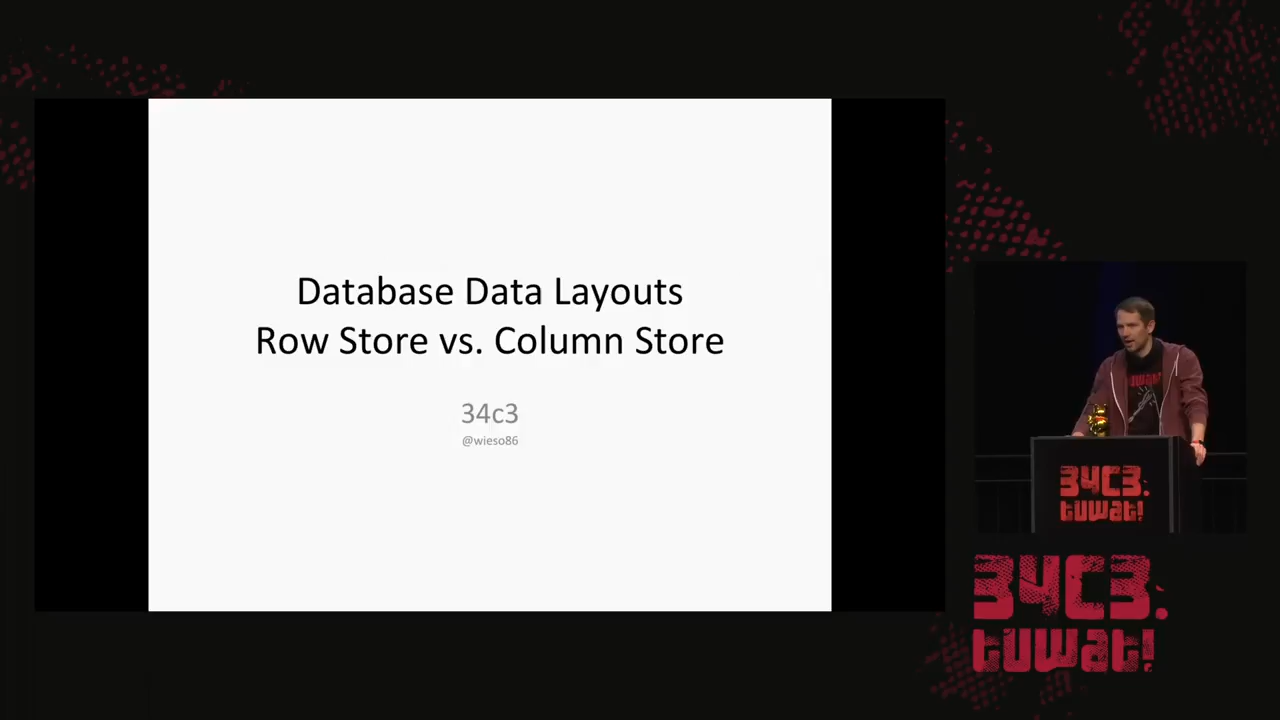 Database Data Layouts
Row Store vs. Column Store
34c3
@wieso86
34C3.
tuwat!
34C3.
tuwat!